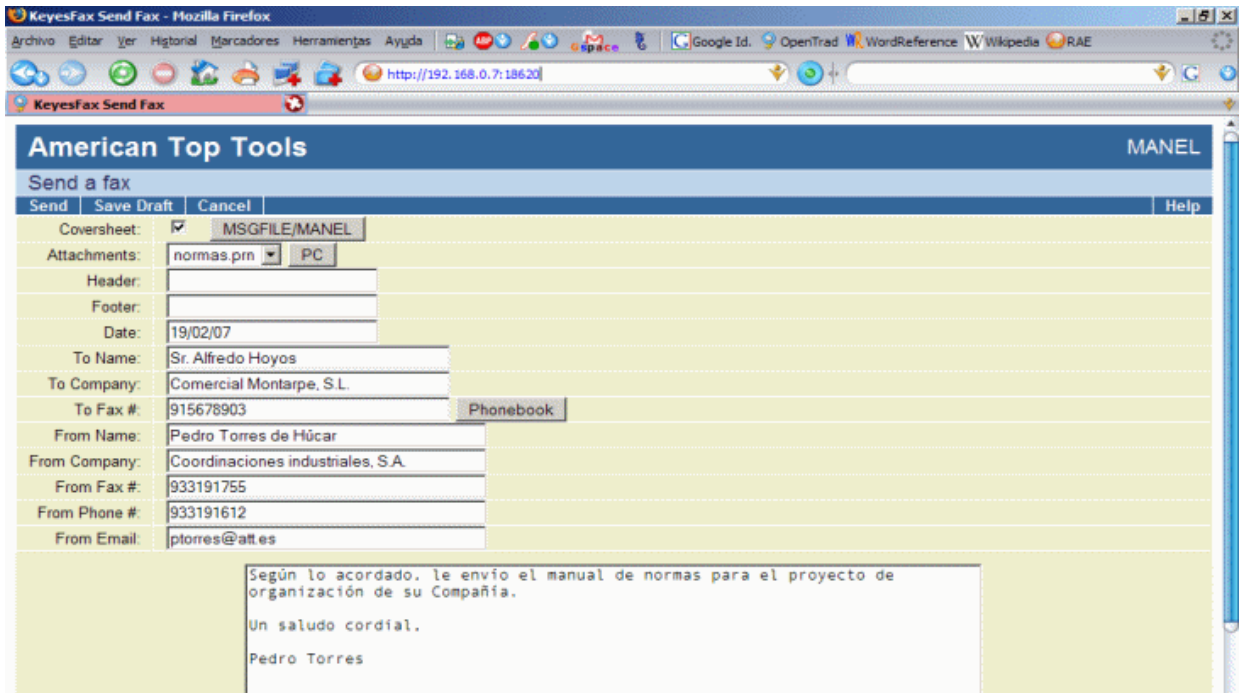 KeyesFax Send Fax - Mozilla Firefox
Archivo Editar Ver Historial Marcadores Herramientas Ayuda Gspace Google Id. OpenTrad WordReference Wikipedia RAE
http://192.168.0.7:18620
KeyesFax Send Fax
American Top Tools MANEL
Send a fax
Send Save Draft Cancel Help
Coversheet: MSGFILE/MANEL
Attachments: normas.prn PC
Header:
Footer:
Date: 19/02/07
To Name: Sr. Alfredo Hoyos
To Company: Comercial Montarpe, S.L.
To Fax #: 915678903 Phonebook
From Name: Pedro Torres de Húcar
From Company: Coordinaciones industriales, S.A.
From Fax #: 933191755
From Phone #: 933191612
From Email: ptorres@att.es
Según lo acordado, le envío el manual de normas para el proyecto de
organización de su Compañía.
Un saludo cordial,
Pedro Torres